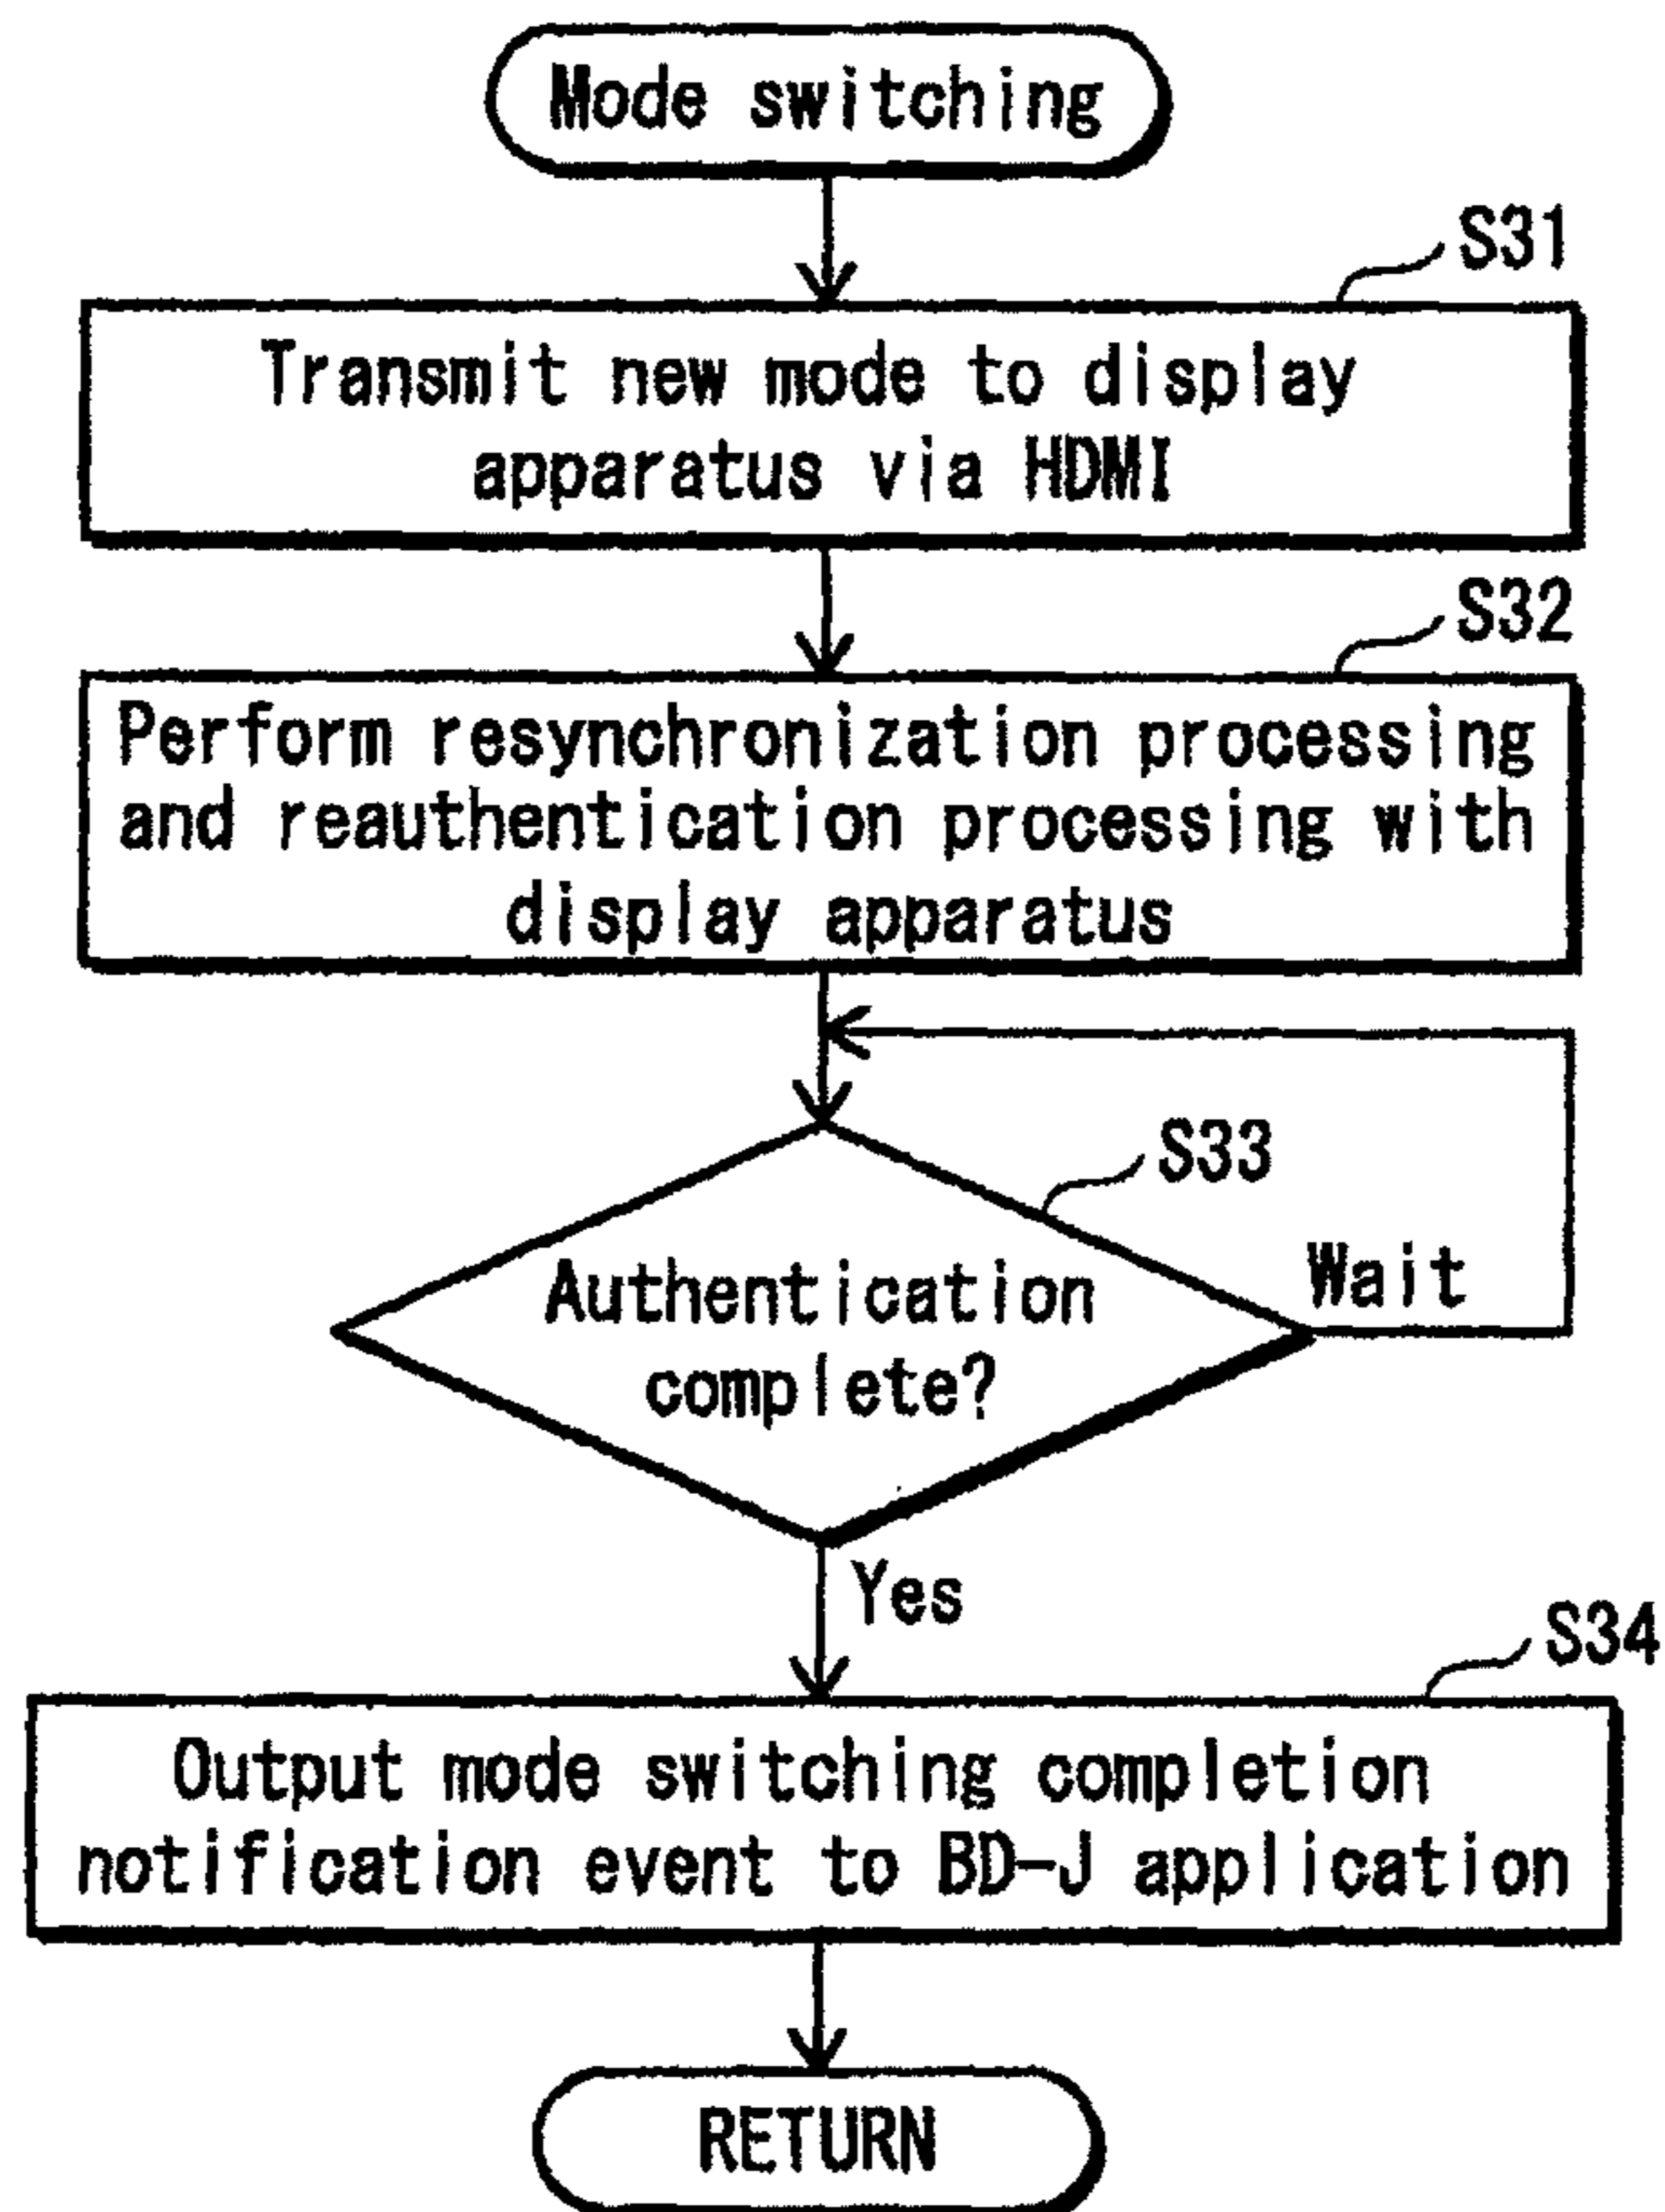 Mode switching
S31
Transmit new mode to display
apparatus via HDMI
S32
Perform resynchronization processing
and reauthentication processing with
display apparatus
S33
Authentication
complete?
Wait
Yes
S34
Output mode switching completion
notification event to BD-J application
RETURN